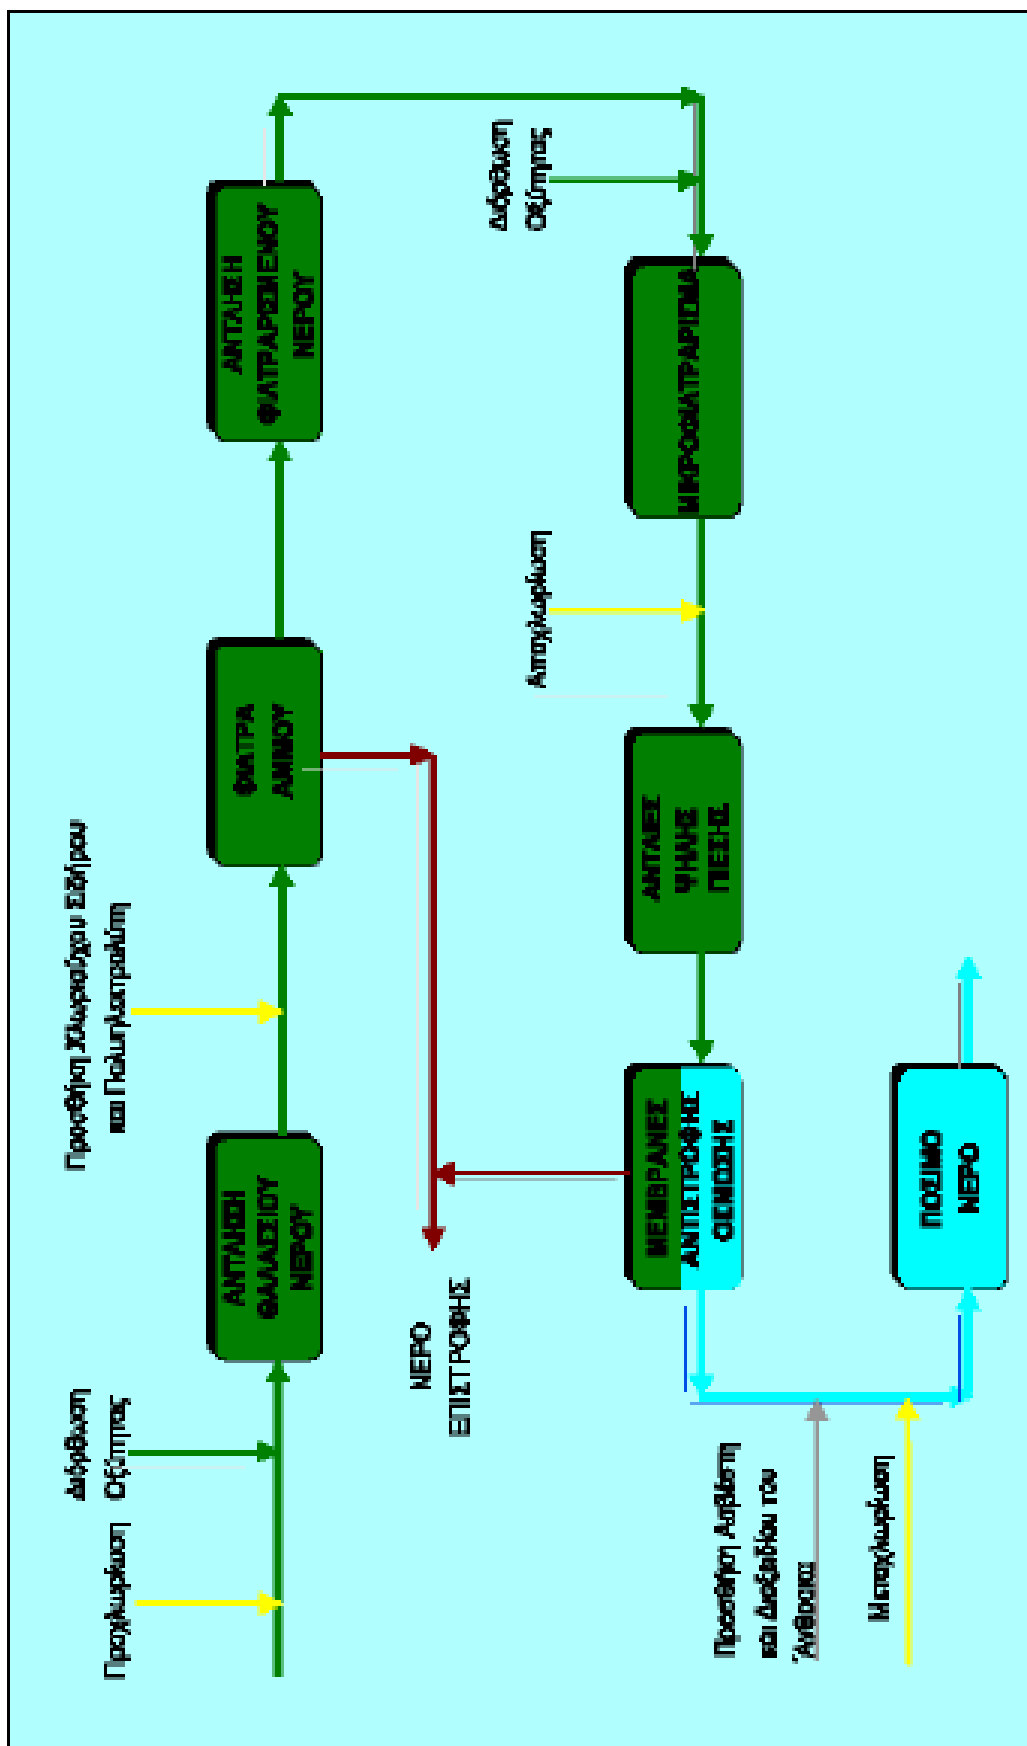 Προχλωρίωση
Διόρθωση
Οξύτητας
ΑΝΤΛΗΣΗ
ΘΑΛΑΣΣΙΟΥ
ΝΕΡΟΥ
Προσθήκη Χλωριούχου Σιδήρου
και Πολυηλεκτρολύτη
ΦΙΛΤΡΑ
ΑΜΜΟΥ
ΑΝΤΛΗΣΗ
ΦΙΛΤΡΑΡΙΣΜΕΝΟΥ
ΝΕΡΟΥ
ΝΕΡΟ
ΕΠΙΣΤΡΟΦΗΣ
Διόρθωση
Οξύτητας
ΜΙΚΡΟΦΙΛΤΡΑΡΙΣΜΑ
Αποχλωρίωση
ΑΝΤΛΙΕΣ
ΨΗΛΗΣ
ΠΙΕΣΗΣ
ΜΕΜΒΡΑΝΕΣ
ΑΝΤΙΣΤΡΟΦΗΣ
ΟΣΜΩΣΗΣ
Προσθήκη Ασβέστη
και Διοξειδίου του
Άνθρακα
Μεταχλωρίωση
ΠΟΣΙΜΟ
ΝΕΡΟ